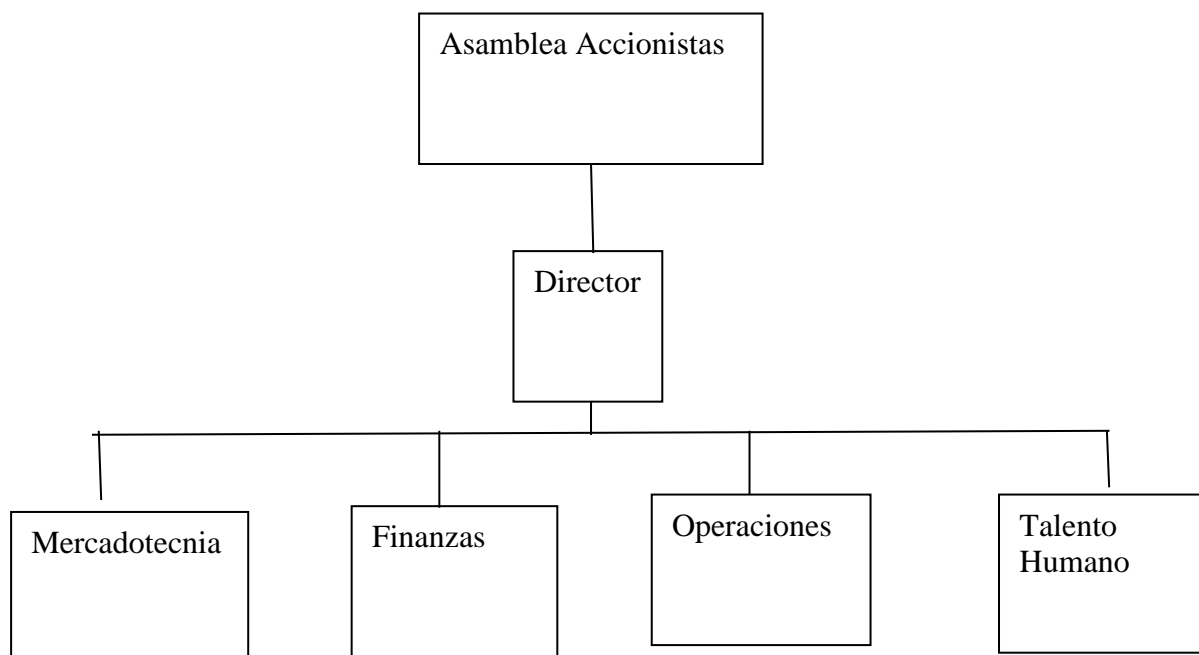 Asamblea Accionistas
Director
Mercadotecnia
Finanzas
Operaciones
Talento
Humano